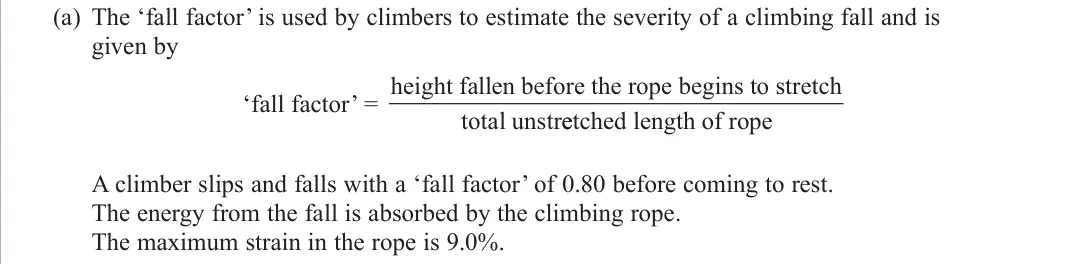 (a) The ‘fall factor’ is used by climbers to estimate the severity of a climbing fall and is
given by
‘fall factor’ = height fallen before the rope begins to stretch
total unstretched length of rope
A climber slips and falls with a ‘fall factor’ of 0.80 before coming to rest.
The energy from the fall is absorbed by the climbing rope.
The maximum strain in the rope is 9.0%.